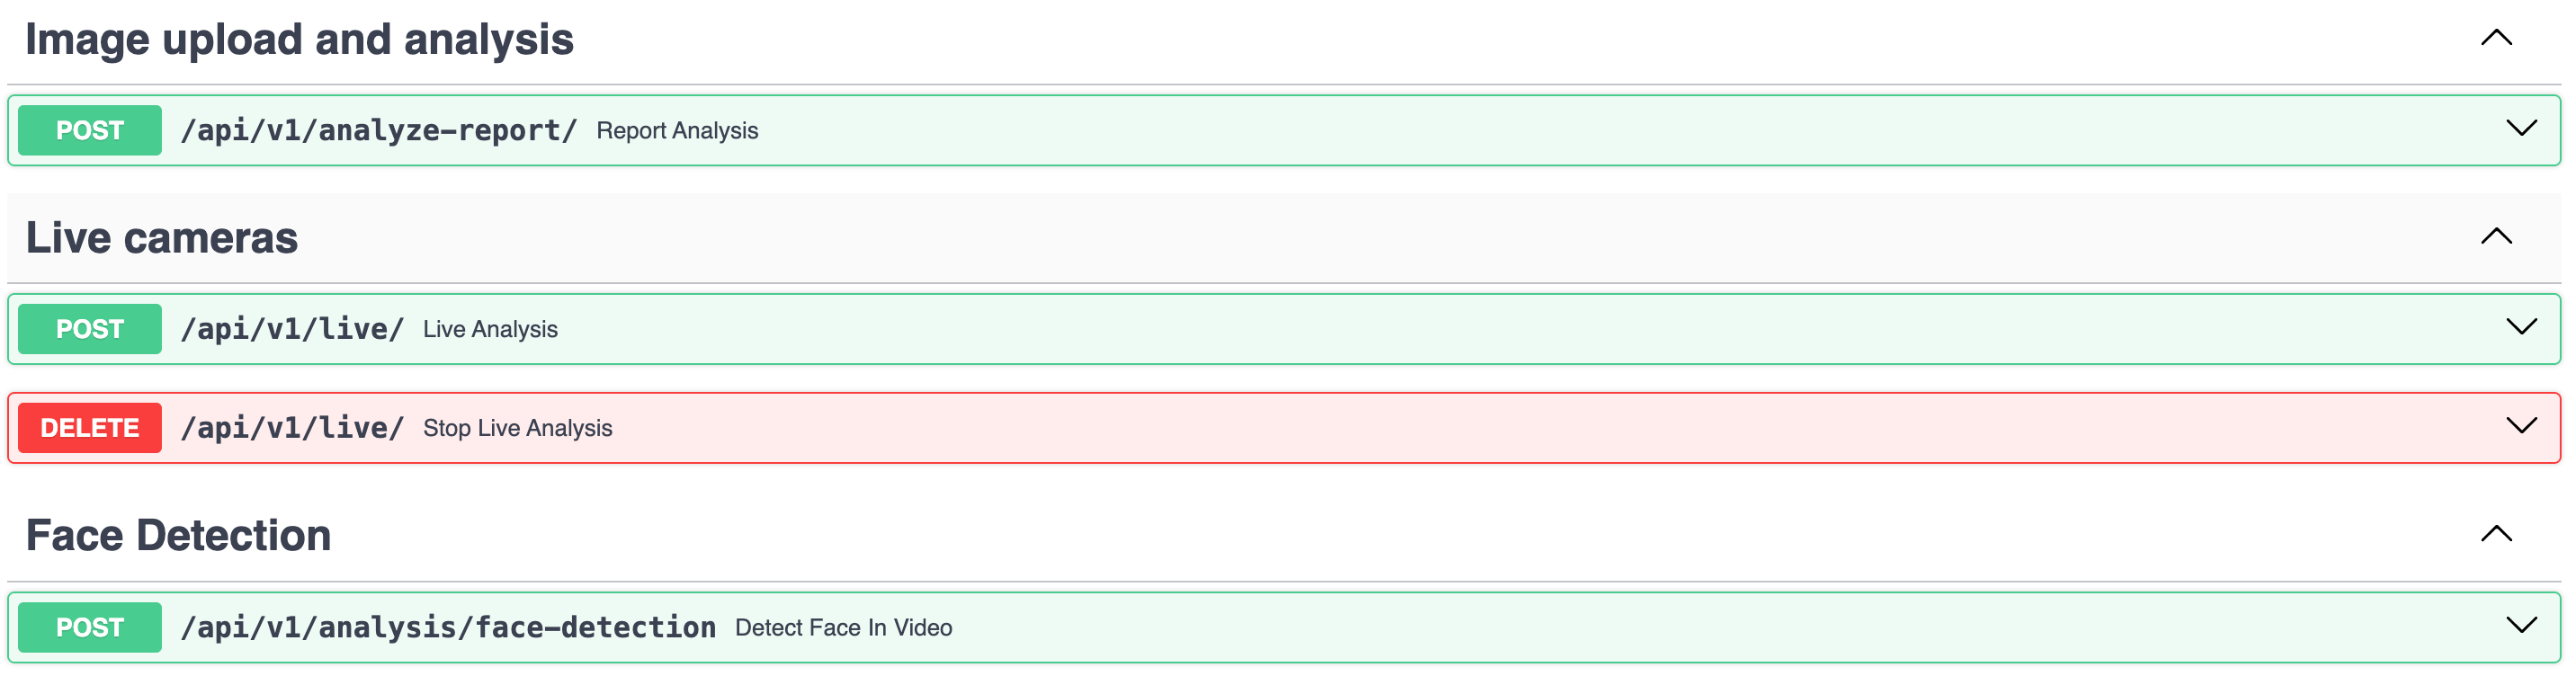 Image upload and analysis
POST /api/v1/analyze-report/ Report Analysis
Live cameras
POST /api/v1/live/ Live Analysis
DELETE /api/v1/live/ Stop Live Analysis
Face Detection
POST /api/v1/analysis/face-detection Detect Face In Video